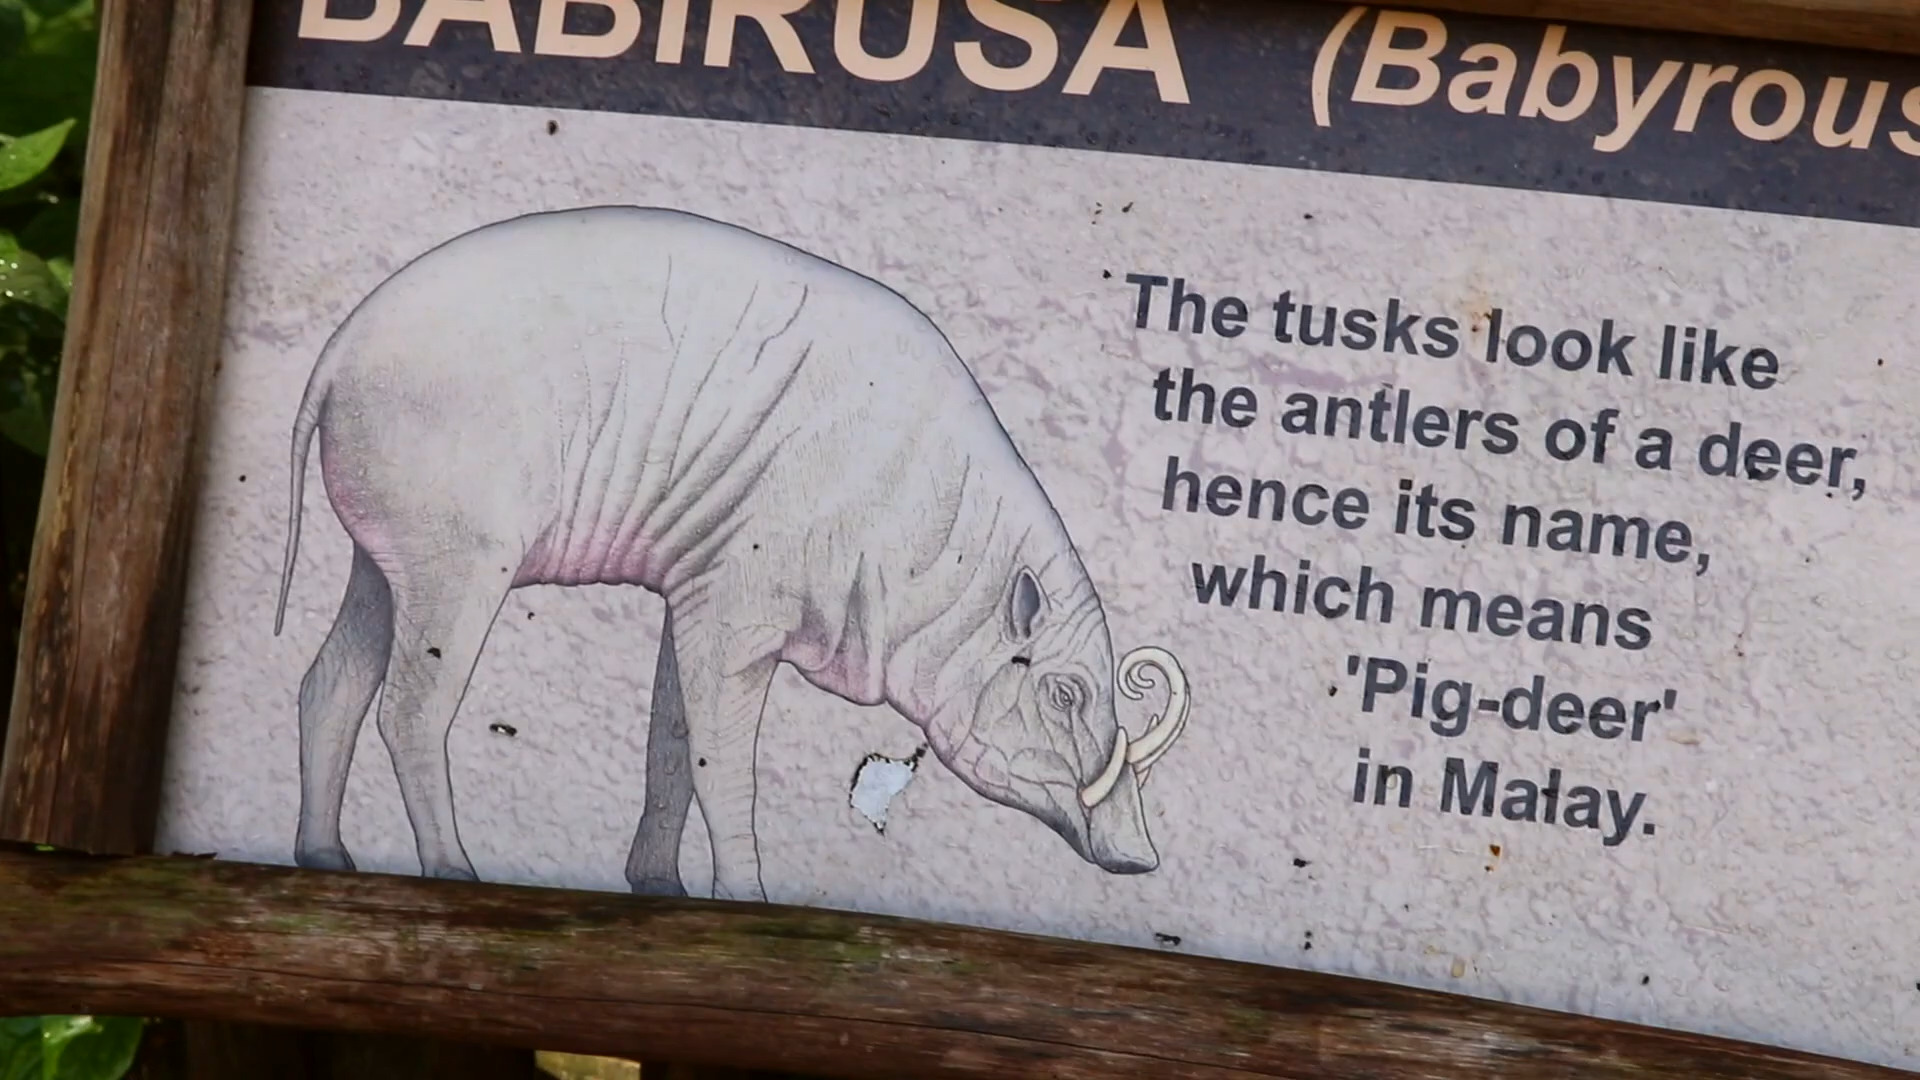 BABIRUSA (Babyrous
The tusks look like
the antlers of a deer,
hence its name,
which means
'Pig-deer'
in Malay.